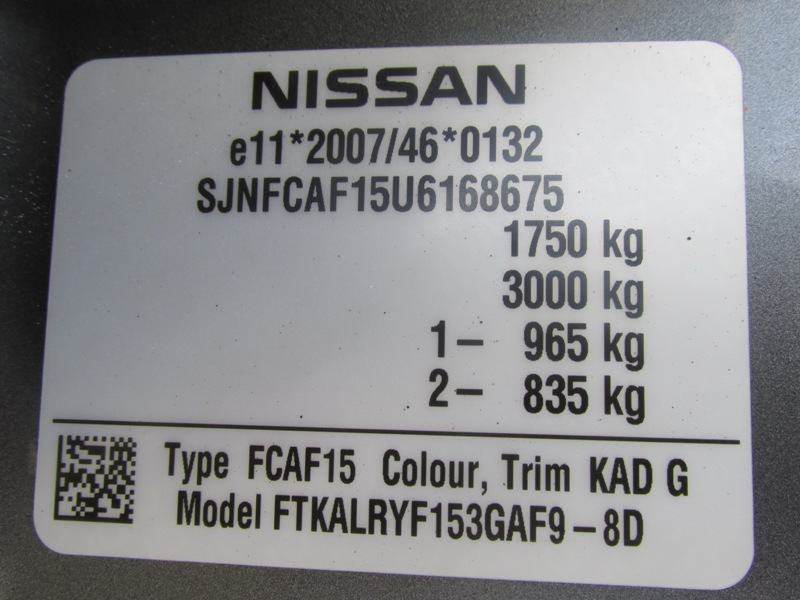 NISSAN
e11*2007/46*0132
SJNFCAF15U6168675
1750 kg
3000 kg
1– 965 kg
2– 835 kg
Type FCAF15 Colour, Trim KAD G
Model FTKALRYF153GAF9–8D